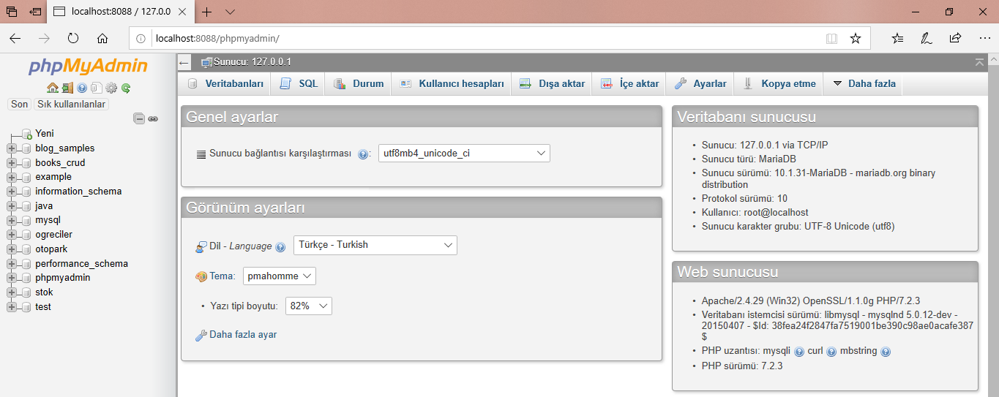 localhost:8088 / 127.0.0
localhost:8088/phpmyadmin/
phpMyAdmin
Son
Sık kullanılanlar
Yeni
blog_samples
books_crud
example
information_schema
java
mysql
ogreciler
otopark
performance_schema
phpmyadmin
stok
test
Sunucu: 127.0.0.1
Veritabanları SQL Durum Kullanıcı hesapları Dışa aktar İçe aktar Ayarlar Kopya etme Daha fazla
Genel ayarlar
Sunucu bağlantısı karşılaştırması : utf8mb4_unicode_ci
Görünüm ayarları
Dil - Language Türkçe - Turkish
Tema: pmahomme
• Yazı tipi boyutu: 82%
Daha fazla ayar
Veritabanı sunucusu
• Sunucu: 127.0.0.1 via TCP/IP
• Sunucu türü: MariaDB
• Sunucu sürümü: 10.1.31-MariaDB - mariadb.org binary
distribution
• Protokol sürümü: 10
• Kullanıcı: root@localhost
• Sunucu karakter grubu: UTF-8 Unicode (utf8)
Web sunucusu
• Apache/2.4.29 (Win32) OpenSSL/1.1.0g PHP/7.2.3
• Veritabanı istemcisi sürümü: libmysql - mysqlnd 5.0.12-dev -
20150407 - $Id: 38fea24f2847fa7519001be390c98ae0acafe387
$
• PHP uzantısı: mysqli curl mbstring
• PHP sürümü: 7.2.3